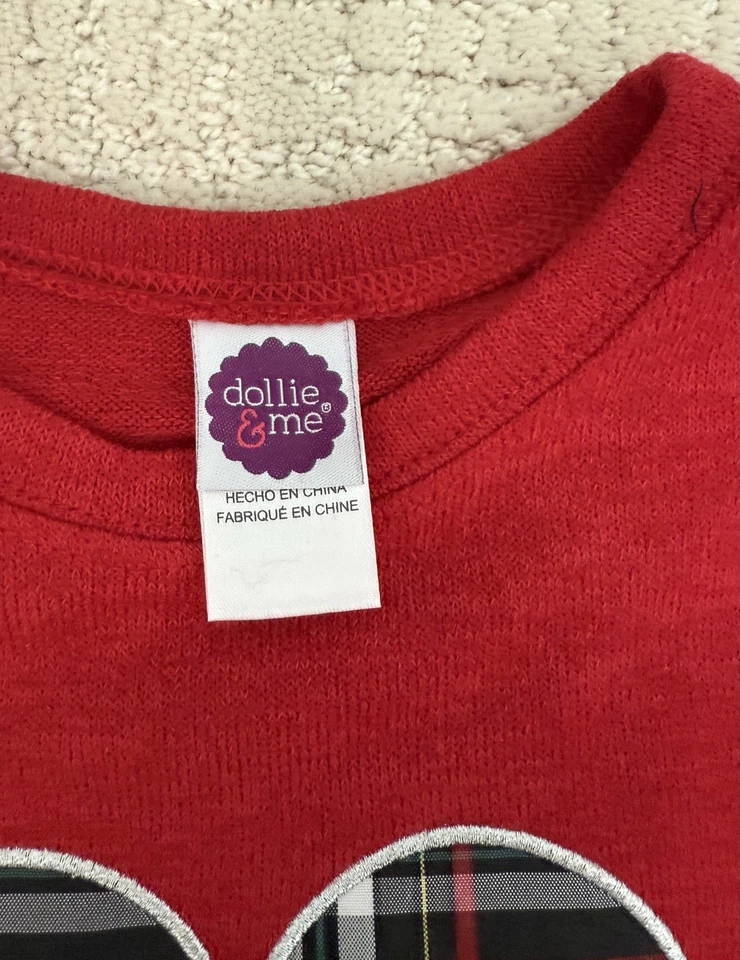 dollie
&me®
HECHO EN CHINA
FABRIQUÉ EN CHINE